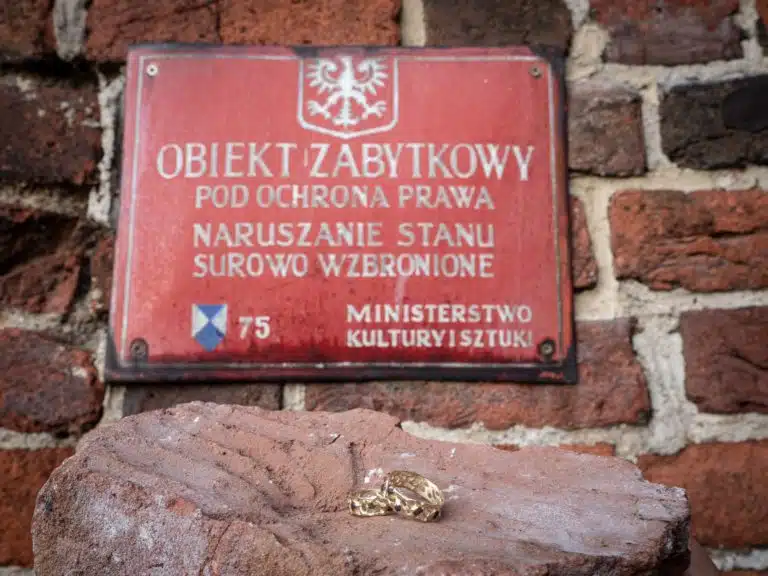 OBIEKT ZABYTKOWY
POD OCHRONA PRAWA
NARUSZANIE STANU
SUROWO WZBRONIONE
75
MINISTERSTWO
KULTURY I SZTUKI